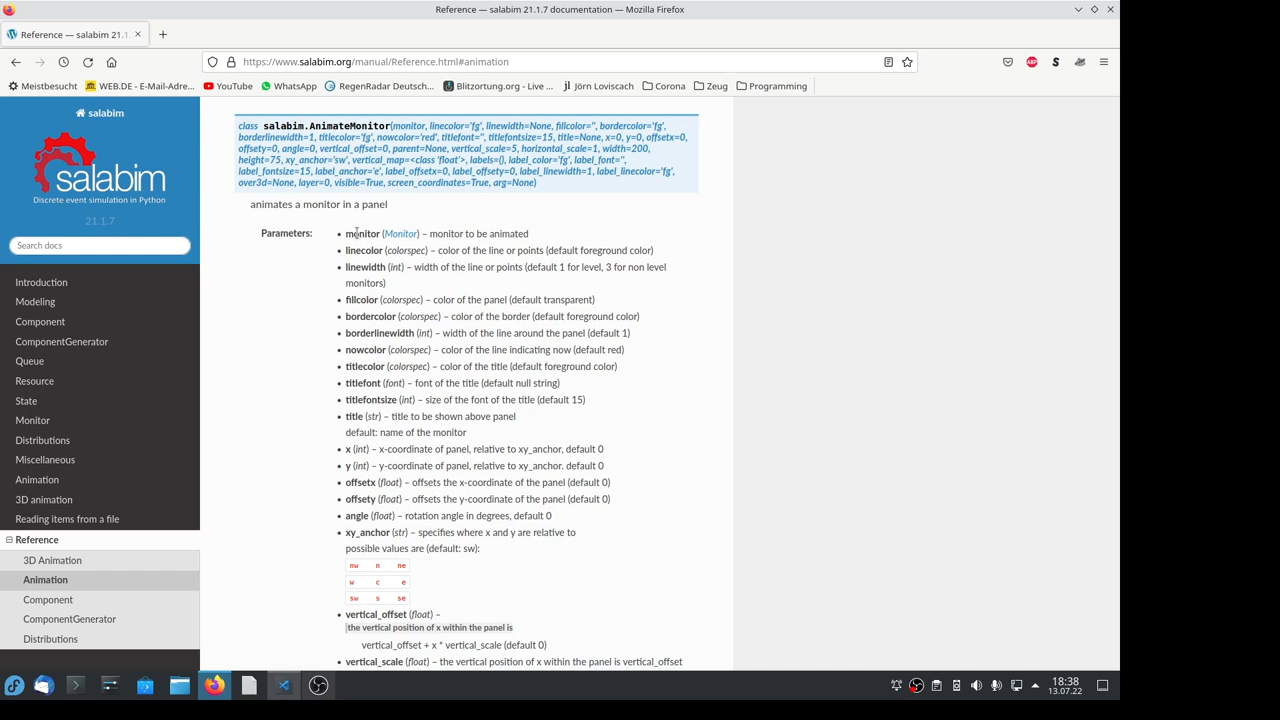 Reference — salabim 21.1.7 documentation — Mozilla Firefox
Reference — salabim 21.1.
https://www.salabim.org/manual/Reference.html#animation
Meistbesucht
WEB.DE - E-Mail-Adre...
YouTube
WhatsApp
RegenRadar Deutsch...
Blitzortung.org - Live ...
Jörn Loviscach
Corona
Zeug
Programming
salabim
salabim
Discrete event simulation in Python
21.1.7
Search docs
Introduction
Modeling
Component
ComponentGenerator
Queue
Resource
State
Monitor
Distributions
Miscellaneous
Animation
3D animation
Reading items from a file
Reference
3D Animation
Animation
Component
ComponentGenerator
Distributions
class salabim.AnimateMonitor(monitor, linecolor='fg', linewidth=None, fillcolor='', bordercolor='fg',
borderlinewidth=1, titlecolor='fg', nowcolor='red', titlefont='', titlefontsize=15, title=None, x=0, y=0, offsetx=0,
offsety=0, angle=0, vertical_offset=0, parent=None, vertical_scale=5, horizontal_scale=1, width=200,
height=75, xy_anchor='sw', vertical_map=<class 'float'>, labels=(), label_color='fg', label_font='',
label_fontsize=15, label_anchor='e', label_offsetx=0, label_offsety=0, label_linewidth=1, label_linecolor='fg',
over3d=None, layer=0, visible=True, screen_coordinates=True, arg=None)
animates a monitor in a panel
Parameters:
• monitor (Monitor) – monitor to be animated
• linecolor (colorspec) – color of the line or points (default foreground color)
• linewidth (int) – width of the line or points (default 1 for level, 3 for non level
monitors)
• fillcolor (colorspec) – color of the panel (default transparent)
• bordercolor (colorspec) – color of the border (default foreground color)
• borderlinewidth (int) – width of the line around the panel (default 1)
• nowcolor (colorspec) – color of the line indicating now (default red)
• titlecolor (colorspec) – color of the title (default foreground color)
• titlefont (font) – font of the title (default null string)
• titlefontsize (int) – size of the font of the title (default 15)
• title (str) – title to be shown above panel
default: name of the monitor
• x (int) – x-coordinate of panel, relative to xy_anchor, default 0
• y (int) – y-coordinate of panel, relative to xy_anchor. default 0
• offsetx (float) – offsets the x-coordinate of the panel (default 0)
• offsety (float) – offsets the y-coordinate of the panel (default 0)
• angle (float) – rotation angle in degrees, default 0
• xy_anchor (str) – specifies where x and y are relative to
possible values are (default: sw):
nw n ne
w c e
sw s se
• vertical_offset (float) –
the vertical position of x within the panel is
vertical_offset + x * vertical_scale (default 0)
• vertical_scale (float) – the vertical position of x within the panel is vertical_offset
18:38
13.07.22